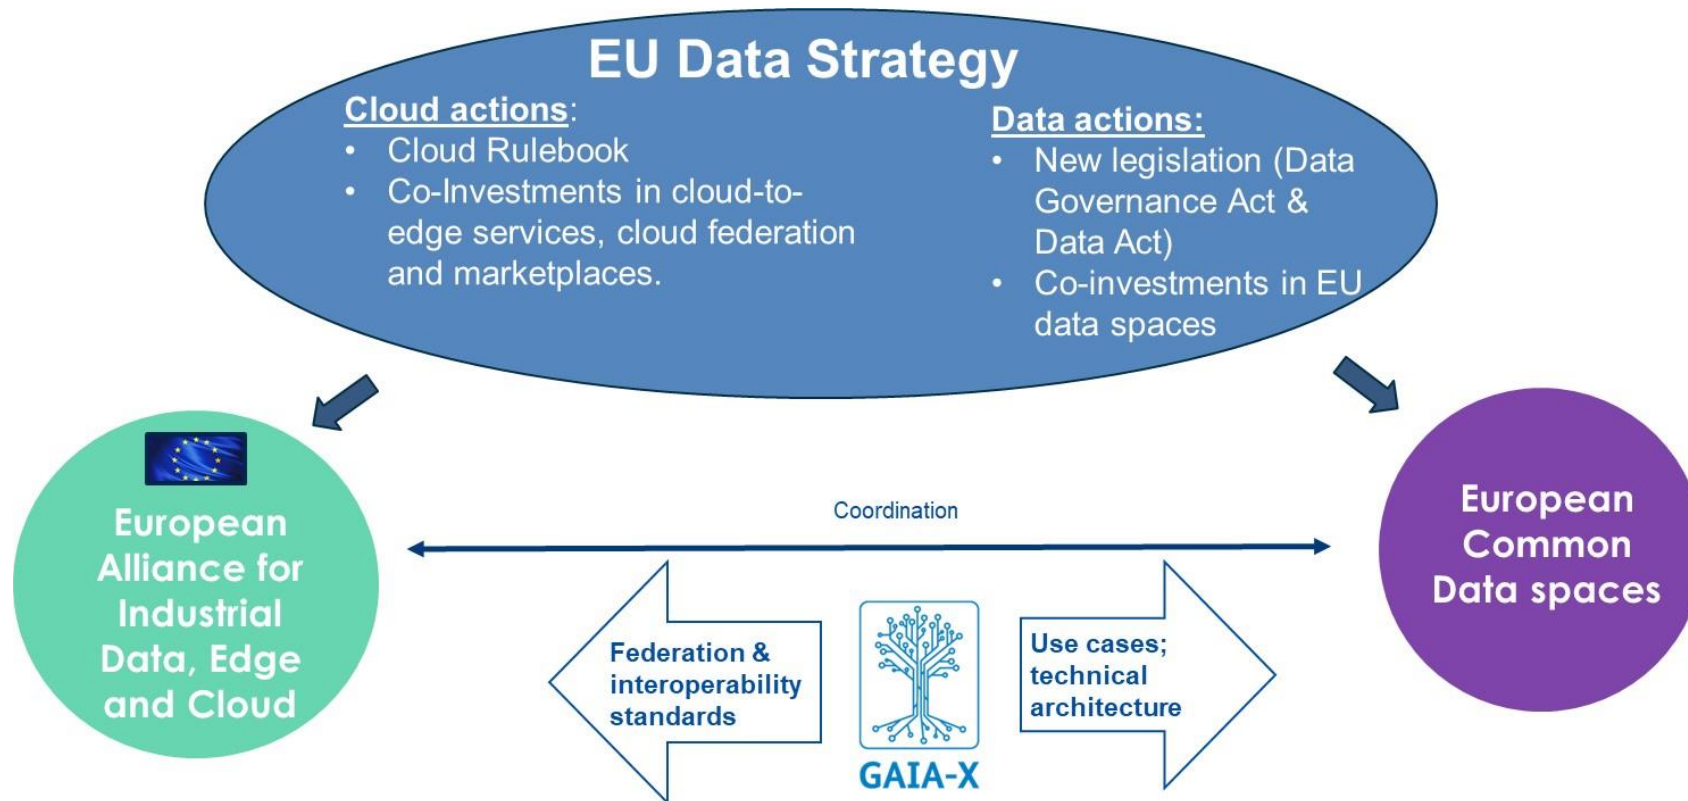 EU Data Strategy
Cloud actions:
• Cloud Rulebook
• Co-Investments in cloud-to-
edge services, cloud federation
and marketplaces.
Data actions:
• New legislation (Data
Governance Act &
Data Act)
• Co-investments in EU
data spaces
European
Alliance for
Industrial
Data, Edge
and Cloud
Coordination
European
Common
Data spaces
Federation &
interoperability
standards
GAIA-X
Use cases;
technical
architecture